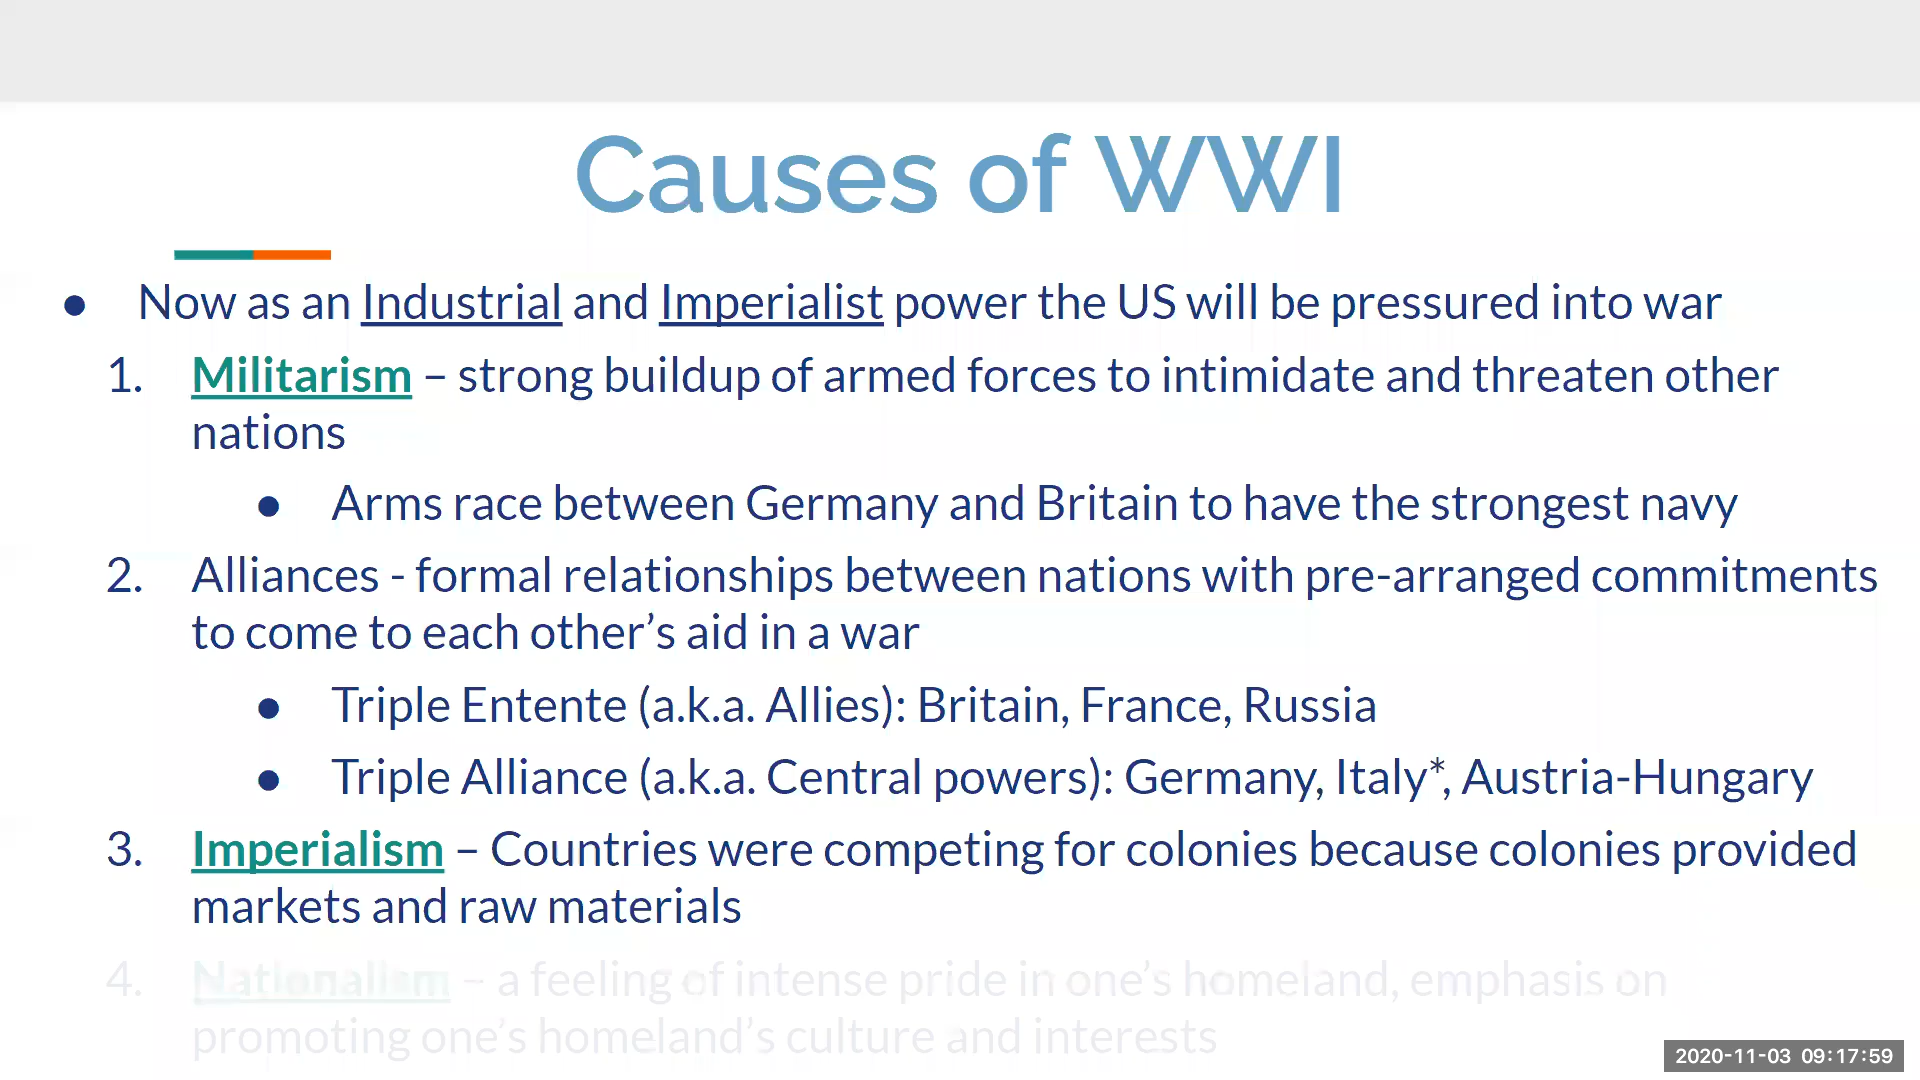 Causes of WWI
● Now as an Industrial and Imperialist power the US will be pressured into war
1. Militarism – strong buildup of armed forces to intimidate and threaten other
nations
● Arms race between Germany and Britain to have the strongest navy
2. Alliances - formal relationships between nations with pre-arranged commitments
to come to each other’s aid in a war
● Triple Entente (a.k.a. Allies): Britain, France, Russia
● Triple Alliance (a.k.a. Central powers): Germany, Italy*, Austria-Hungary
3. Imperialism – Countries were competing for colonies because colonies provided
markets and raw materials
4. Nationalism – a feeling of intense pride in one’s homeland, emphasis on
promoting one’s homeland’s culture and interests
2020-11-03 09:17:59